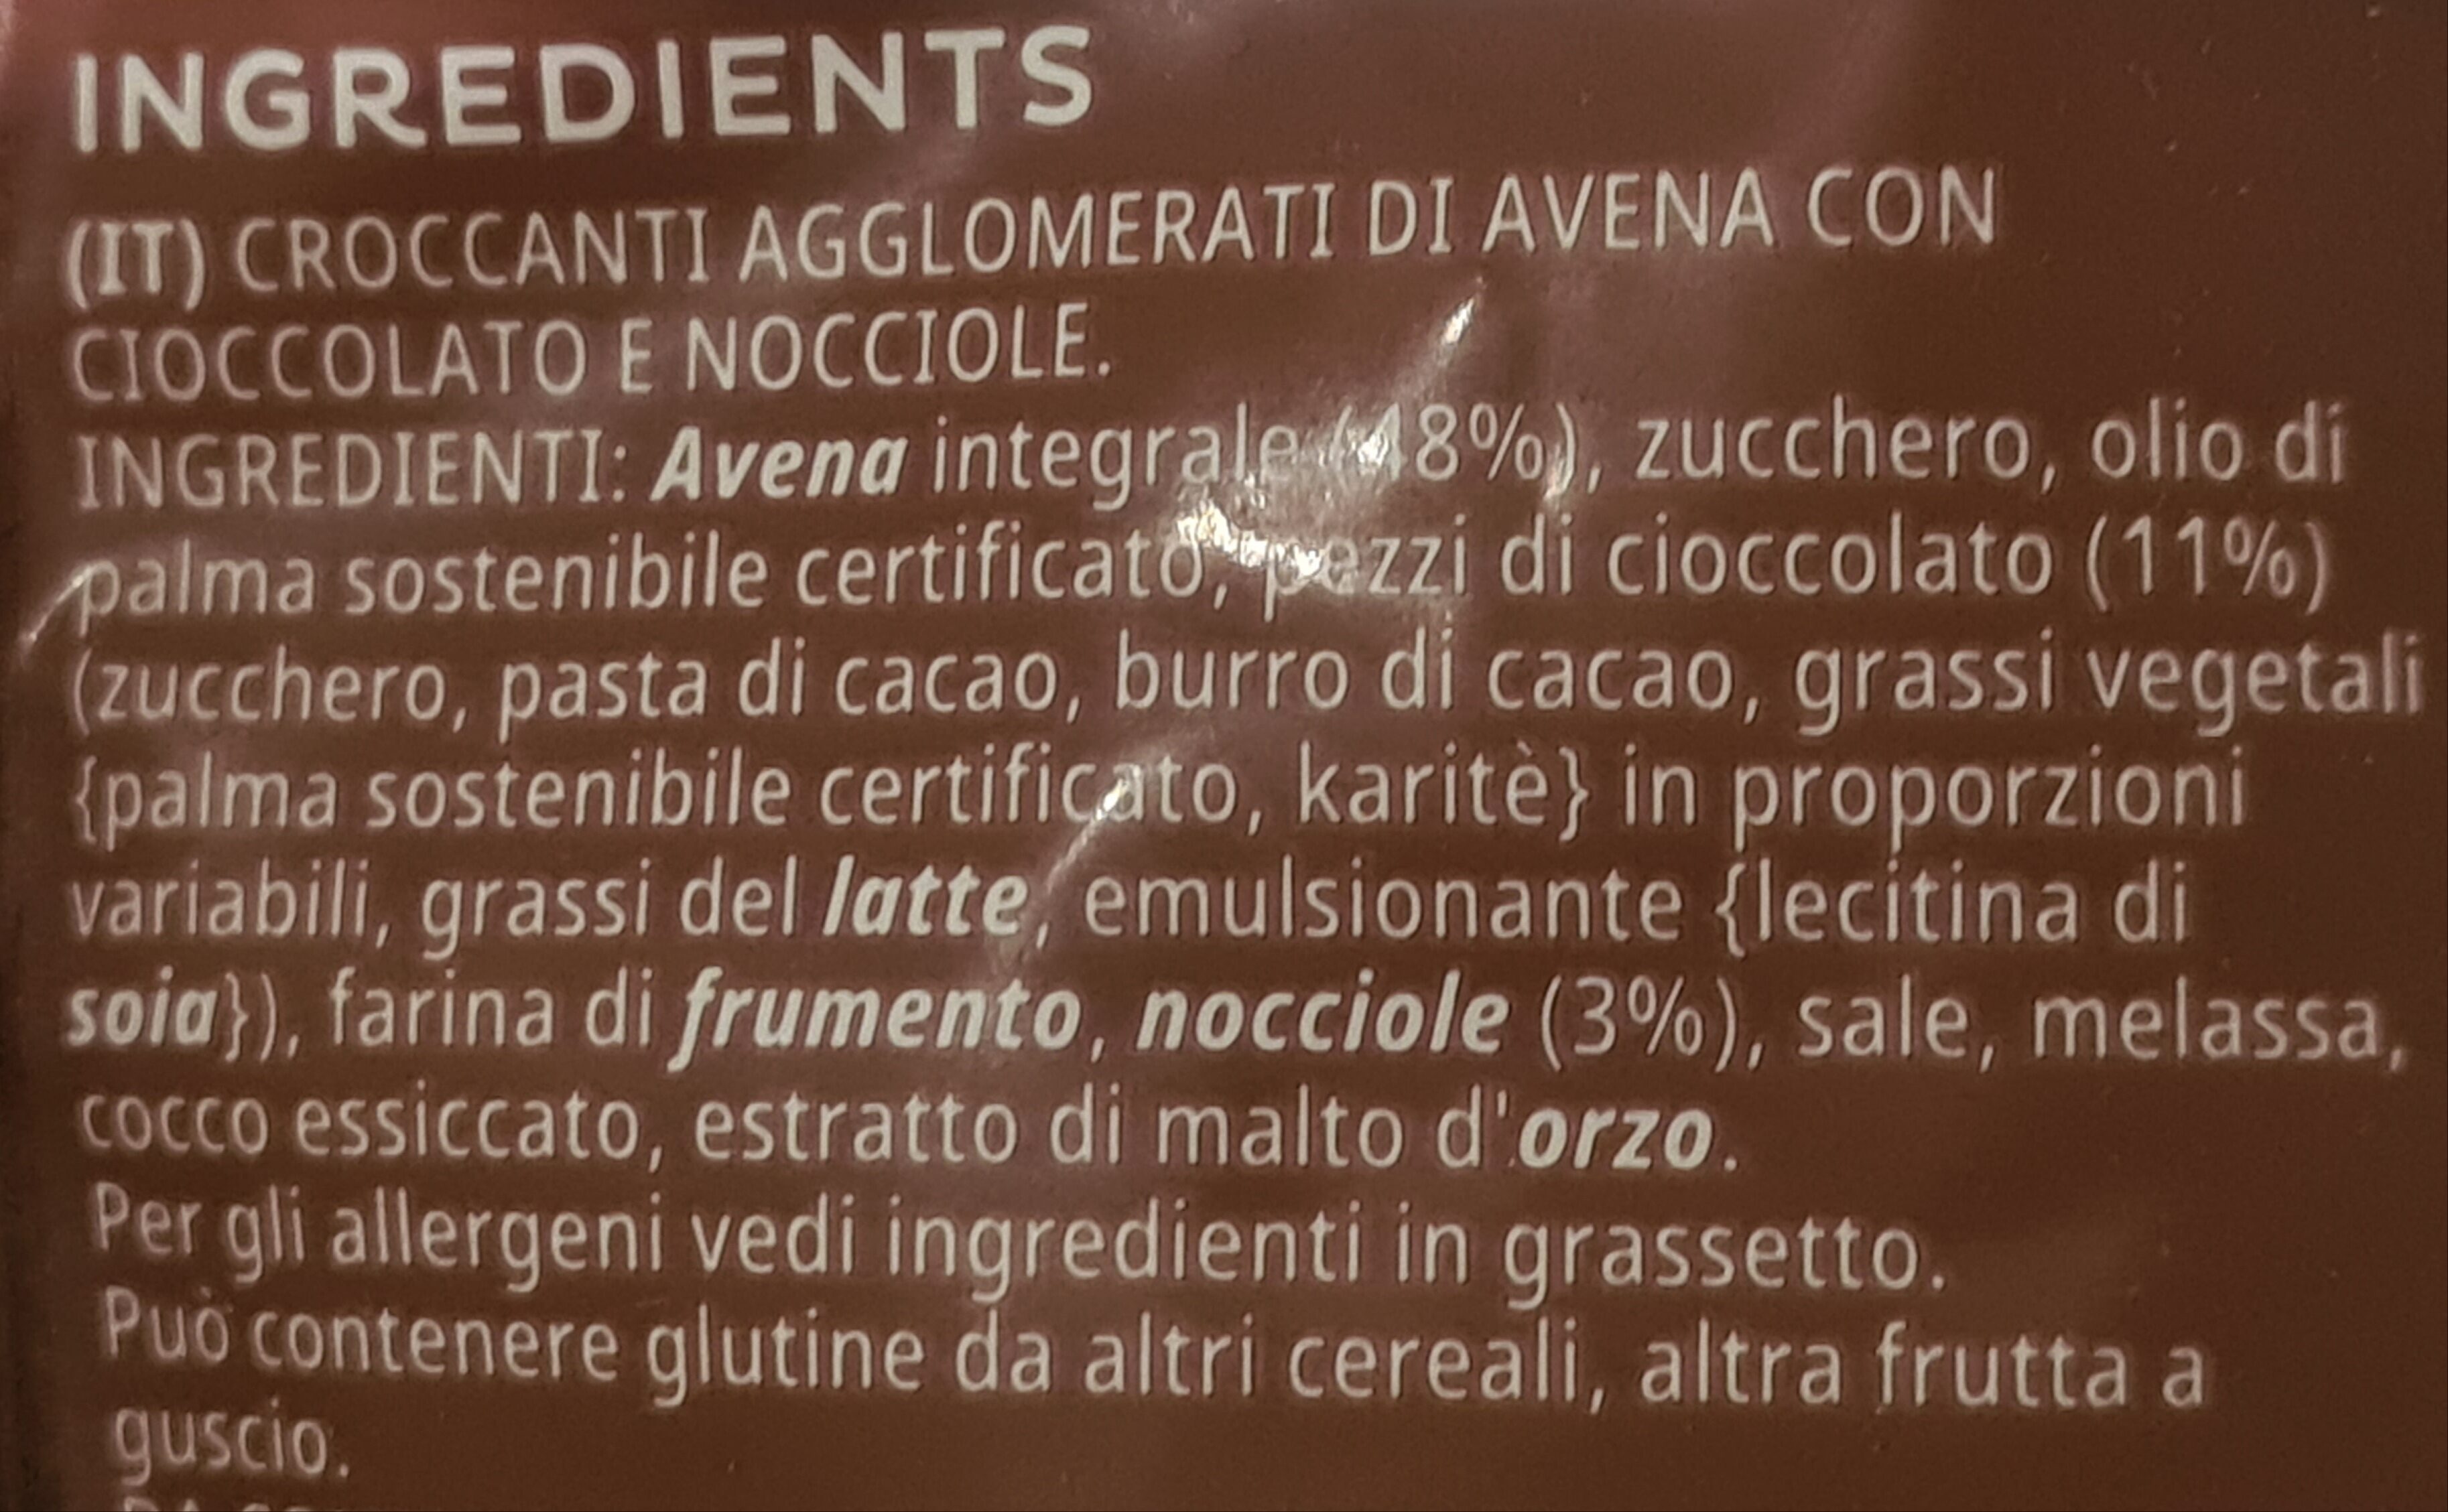 INGREDIENTS
(IT) CROCCANTI AGGLOMERATI DI AVENA CON
CIOCCOLATO E NOCCIOLE.
INGREDIENTI: Avena integrale (48%), zucchero, olio di
palma sostenibile certificato, pezzi di cioccolato (11%)
(zucchero, pasta di cacao, burro di cacao, grassi vegetali
{palma sostenibile certificato, karitè} in proporzioni
variabili, grassi del latte, emulsionante {lecitina di
soia}), farina di frumento, nocciole (3%), sale, melassa,
cocco essiccato, estratto di malto d'orzo.
Per gli allergeni vedi ingredienti in grassetto.
Può contenere glutine da altri cereali, altra frutta a
guscio.